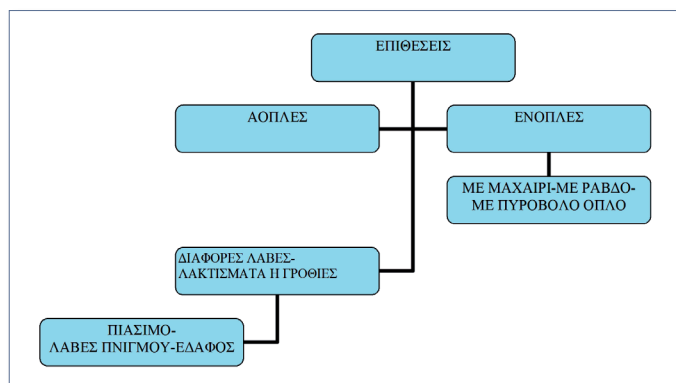 ΕΠΙΘΕΣΕΙΣ
ΑΟΠΛΕΣ
ΕΝΟΠΛΕΣ
ΜΕ ΜΑΧΑΙΡΙ-ΜΕ ΡΑΒΔΟ-
ΜΕ ΠΥΡΟΒΟΛΟ ΟΠΛΟ
ΔΙΑΦΟΡΕΣ ΛΑΒΕΣ-
ΛΑΚΤΙΣΜΑΤΑ Η ΓΡΟΘΙΕΣ
ΠΙΑΣΙΜΟ-
ΛΑΒΕΣ ΠΝΙΓΜΟΥ-ΕΔΑΦΟΣ